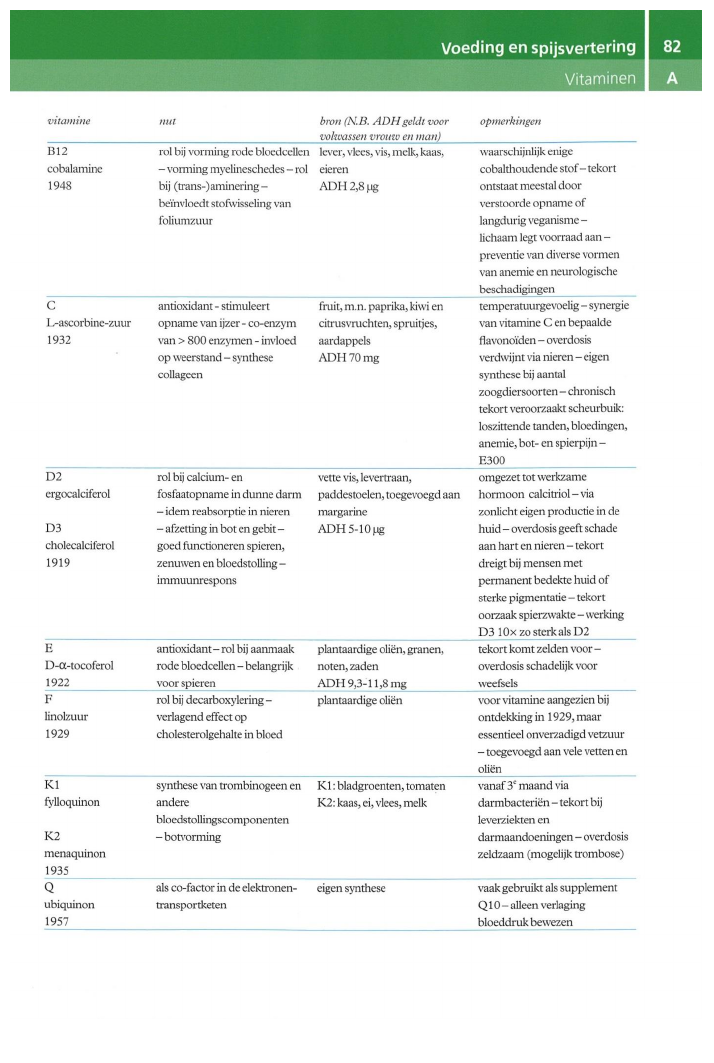 Voeding en spijsvertering 82
Vitaminen A
vitamine
nut
bron (N.B. ADH geldt voor
volwassen vrouw en man)
opmerkingen
B12
cobalamine
1948
rol bij vorming rode bloedcellen
– vorming myelineschedes – rol
bij (trans-)aminering –
beïnvloedt stofwisseling van
foliumzuur
lever, vlees, vis, melk, kaas,
eieren
ADH 2,8 µg
waarschijnlijk enige
cobalthoudende stof – tekort
ontstaat meestal door
verstoorde opname of
langdurig veganisme –
lichaam legt voorraad aan –
preventie van diverse vormen
van anemie en neurologische
beschadigingen
C
L-ascorbine-zuur
1932
antioxidant - stimuleert
opname van ijzer - co-enzym
van > 800 enzymen - invloed
op weerstand – synthese
collageen
fruit, m.n. paprika, kiwi en
citrusvruchten, spruitjes,
aardappels
ADH 70 mg
temperatuurgevoelig – synergie
van vitamine C en bepaalde
flavonoïden – overdosis
verdwijnt via nieren – eigen
synthese bij aantal
zoogdiersoorten – chronisch
tekort veroorzaakt scheurbuik:
loszittende tanden, bloedingen,
anemie, bot- en spierpijn –
E300
D2
ergocalciferol
D3
cholecalciferol
1919
rol bij calcium- en
fosfaatopname in dunne darm
– idem reabsorptie in nieren
– afzetting in bot en gebit –
goed functioneren spieren,
zenuwen en bloedstolling –
immuunrespons
vette vis, levertraan,
paddestoelen, toegevoegd aan
margarine
ADH 5-10 µg
omgezet tot werkzame
hormoon calcitriol – via
zonlicht eigen productie in de
huid – overdosis geeft schade
aan hart en nieren – tekort
dreigt bij mensen met
permanent bedekte huid of
sterke pigmentatie – tekort
oorzaak spierzwakte – werking
D3 10× zo sterk als D2
E
D-α-tocoferol
1922
antioxidant – rol bij aanmaak
rode bloedcellen – belangrijk
voor spieren
plantaardige oliën, granen,
noten, zaden
ADH 9,3-11,8 mg
tekort komt zelden voor –
overdosis schadelijk voor
weefsels
F
linolzuur
1929
rol bij decarboxylering –
verlagend effect op
cholesterolgehalte in bloed
plantaardige oliën
voor vitamine aangezien bij
ontdekking in 1929, maar
essentieel onverzadigd vetzuur
– toegevoegd aan vele vetten en
oliën
K1
fylloquinon
K2
menaquinon
1935
synthese van trombinogeen en
andere
bloedstollingscomponenten
– botvorming
K1: bladgroenten, tomaten
K2: kaas, ei, vlees, melk
vanaf 3e maand via
darmbacteriën – tekort bij
leverziekten en
darmaandoeningen – overdosis
zeldzaam (mogelijk trombose)
Q
ubiquinon
1957
als co-factor in de elektronen-
transportketen
eigen synthese
vaak gebruikt als supplement
Q10 – alleen verlaging
bloeddruk bewezen